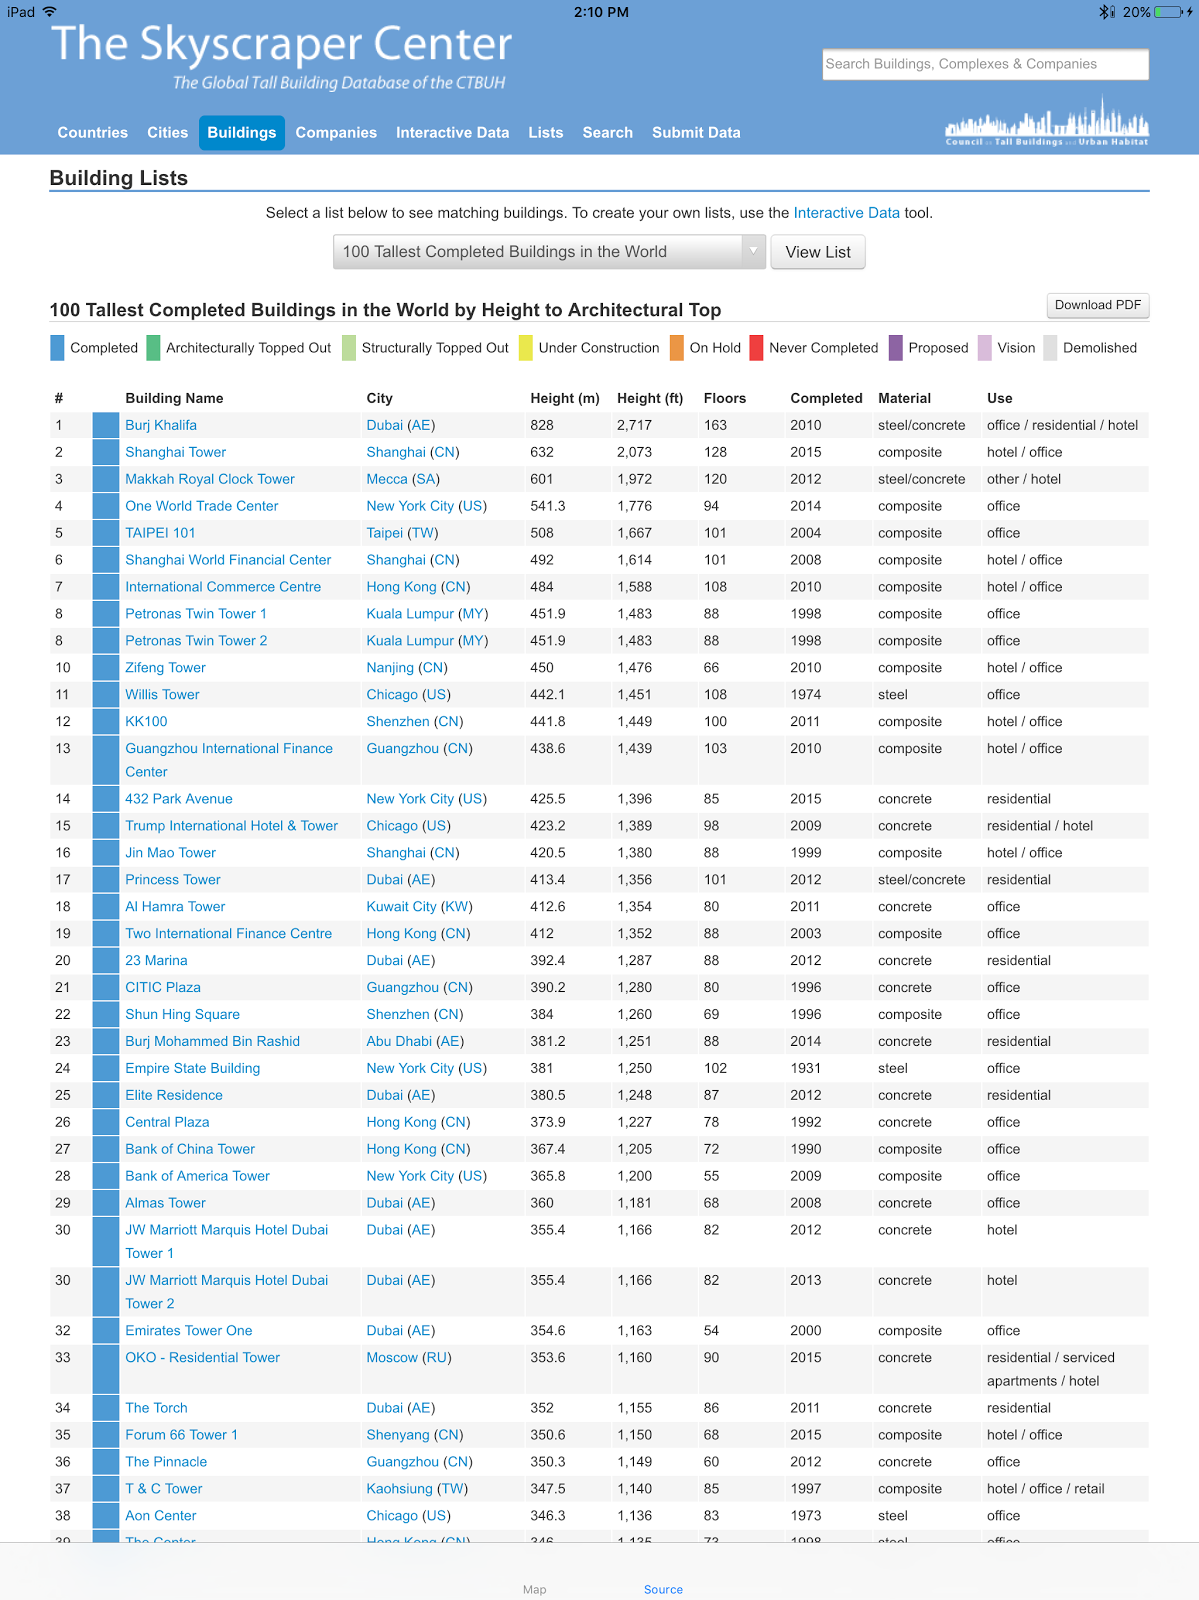 iPad 2:10 PM 20%
The Skyscraper Center
The Global Tall Building Database of the CTBUH
Search Buildings, Complexes & Companies
Countries Cities Buildings Companies Interactive Data Lists Search Submit Data
Council on Tall Buildings and Urban Habitat
Building Lists
Select a list below to see matching buildings. To create your own lists, use the Interactive Data tool.
100 Tallest Completed Buildings in the World View List
100 Tallest Completed Buildings in the World by Height to Architectural Top Download PDF
Completed Architecturally Topped Out Structurally Topped Out Under Construction On Hold Never Completed Proposed Vision Demolished
# Building Name City Height (m) Height (ft) Floors Completed Material Use
1 Burj Khalifa Dubai (AE) 828 2,717 163 2010 steel/concrete office / residential / hotel
2 Shanghai Tower Shanghai (CN) 632 2,073 128 2015 composite hotel / office
3 Makkah Royal Clock Tower Mecca (SA) 601 1,972 120 2012 steel/concrete other / hotel
4 One World Trade Center New York City (US) 541.3 1,776 94 2014 composite office
5 TAIPEI 101 Taipei (TW) 508 1,667 101 2004 composite office
6 Shanghai World Financial Center Shanghai (CN) 492 1,614 101 2008 composite hotel / office
7 International Commerce Centre Hong Kong (CN) 484 1,588 108 2010 composite hotel / office
8 Petronas Twin Tower 1 Kuala Lumpur (MY) 451.9 1,483 88 1998 composite office
8 Petronas Twin Tower 2 Kuala Lumpur (MY) 451.9 1,483 88 1998 composite office
10 Zifeng Tower Nanjing (CN) 450 1,476 66 2010 composite hotel / office
11 Willis Tower Chicago (US) 442.1 1,451 108 1974 steel office
12 KK100 Shenzhen (CN) 441.8 1,449 100 2011 composite hotel / office
13 Guangzhou International Finance Guangzhou (CN) 438.6 1,439 103 2010 composite hotel / office
Center
14 432 Park Avenue New York City (US) 425.5 1,396 85 2015 concrete residential
15 Trump International Hotel & Tower Chicago (US) 423.2 1,389 98 2009 concrete residential / hotel
16 Jin Mao Tower Shanghai (CN) 420.5 1,380 88 1999 composite hotel / office
17 Princess Tower Dubai (AE) 413.4 1,356 101 2012 steel/concrete residential
18 Al Hamra Tower Kuwait City (KW) 412.6 1,354 80 2011 concrete office
19 Two International Finance Centre Hong Kong (CN) 412 1,352 88 2003 composite office
20 23 Marina Dubai (AE) 392.4 1,287 88 2012 concrete residential
21 CITIC Plaza Guangzhou (CN) 390.2 1,280 80 1996 concrete office
22 Shun Hing Square Shenzhen (CN) 384 1,260 69 1996 composite office
23 Burj Mohammed Bin Rashid Abu Dhabi (AE) 381.2 1,251 88 2014 concrete residential
24 Empire State Building New York City (US) 381 1,250 102 1931 steel office
25 Elite Residence Dubai (AE) 380.5 1,248 87 2012 concrete residential
26 Central Plaza Hong Kong (CN) 373.9 1,227 78 1992 concrete office
27 Bank of China Tower Hong Kong (CN) 367.4 1,205 72 1990 composite office
28 Bank of America Tower New York City (US) 365.8 1,200 55 2009 composite office
29 Almas Tower Dubai (AE) 360 1,181 68 2008 concrete office
30 JW Marriott Marquis Hotel Dubai Dubai (AE) 355.4 1,166 82 2012 concrete hotel
Tower 1
30 JW Marriott Marquis Hotel Dubai Dubai (AE) 355.4 1,166 82 2013 concrete hotel
Tower 2
32 Emirates Tower One Dubai (AE) 354.6 1,163 54 2000 composite office
33 OKO - Residential Tower Moscow (RU) 353.6 1,160 90 2015 concrete residential / serviced
apartments / hotel
34 The Torch Dubai (AE) 352 1,155 86 2011 concrete residential
35 Forum 66 Tower 1 Shenyang (CN) 350.6 1,150 68 2015 composite hotel / office
36 The Pinnacle Guangzhou (CN) 350.3 1,149 60 2012 concrete office
37 T & C Tower Kaohsiung (TW) 347.5 1,140 85 1997 composite hotel / office / retail
38 Aon Center Chicago (US) 346.3 1,136 83 1973 steel office
39 The Center Hong Kong (CN) 346 1,135 73 1998 steel office
Map Source